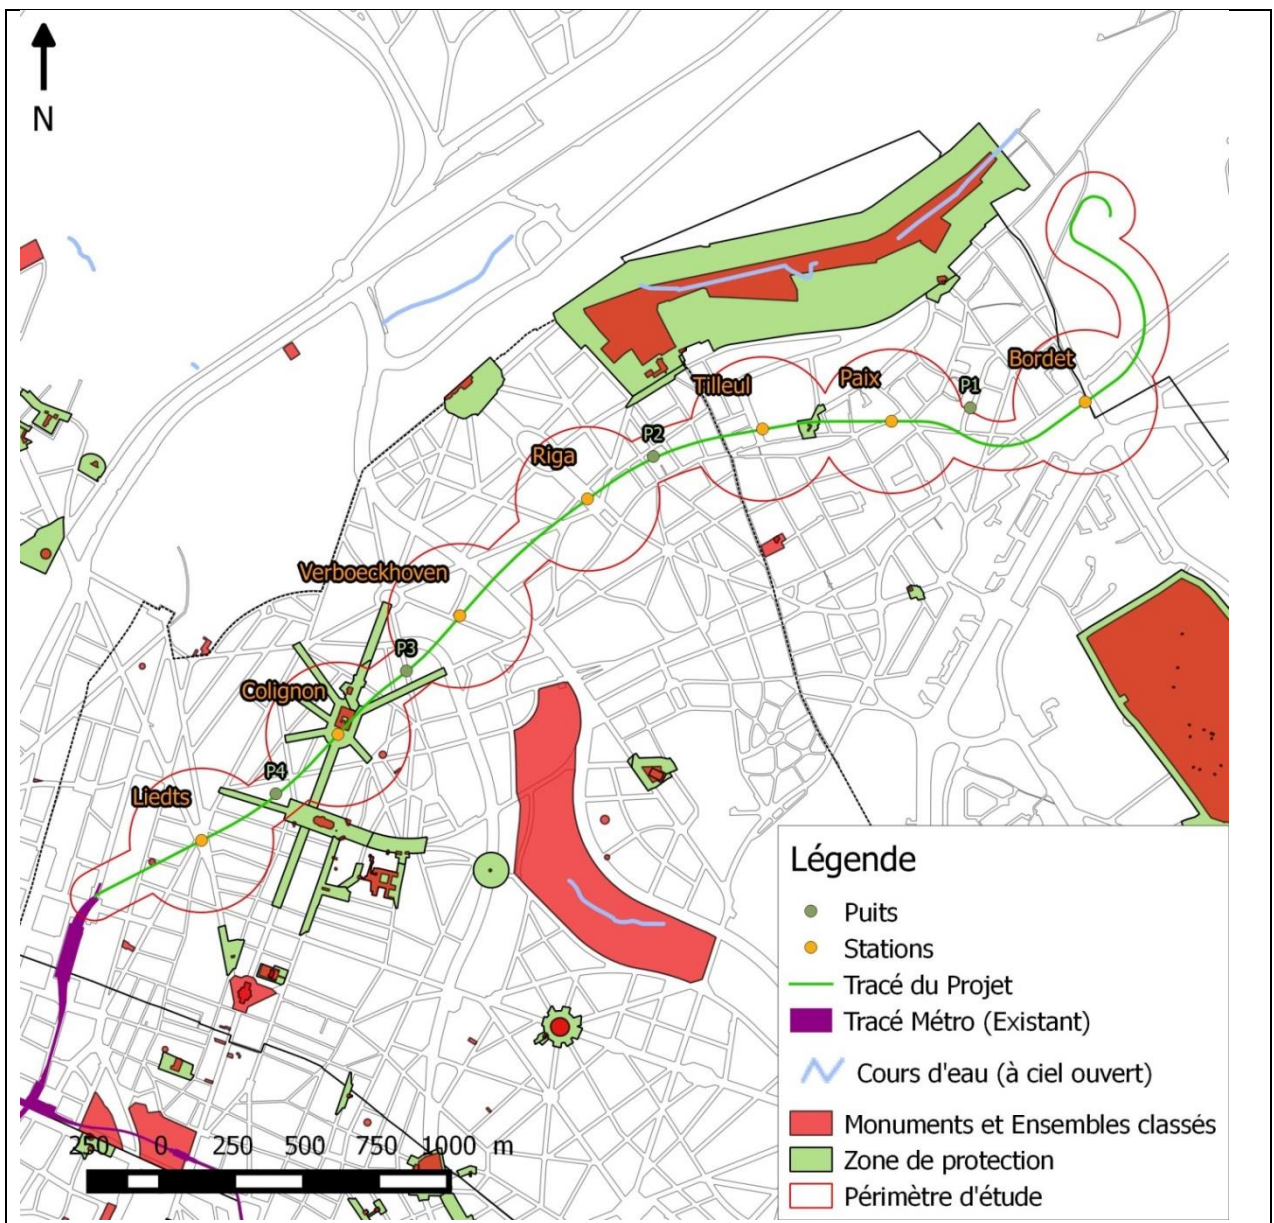 N
Bordet
P1
Paix
Tilleul
P2
Riga
Verboeckhoven
P3
Colignon
P4
Liedts
Légende
Puits
Stations
Tracé du Projet
Tracé Métro (Existant)
Cours d'eau (à ciel ouvert)
Monuments et Ensembles classés
Zone de protection
Périmètre d'étude
250 0 250 500 750 1000 m